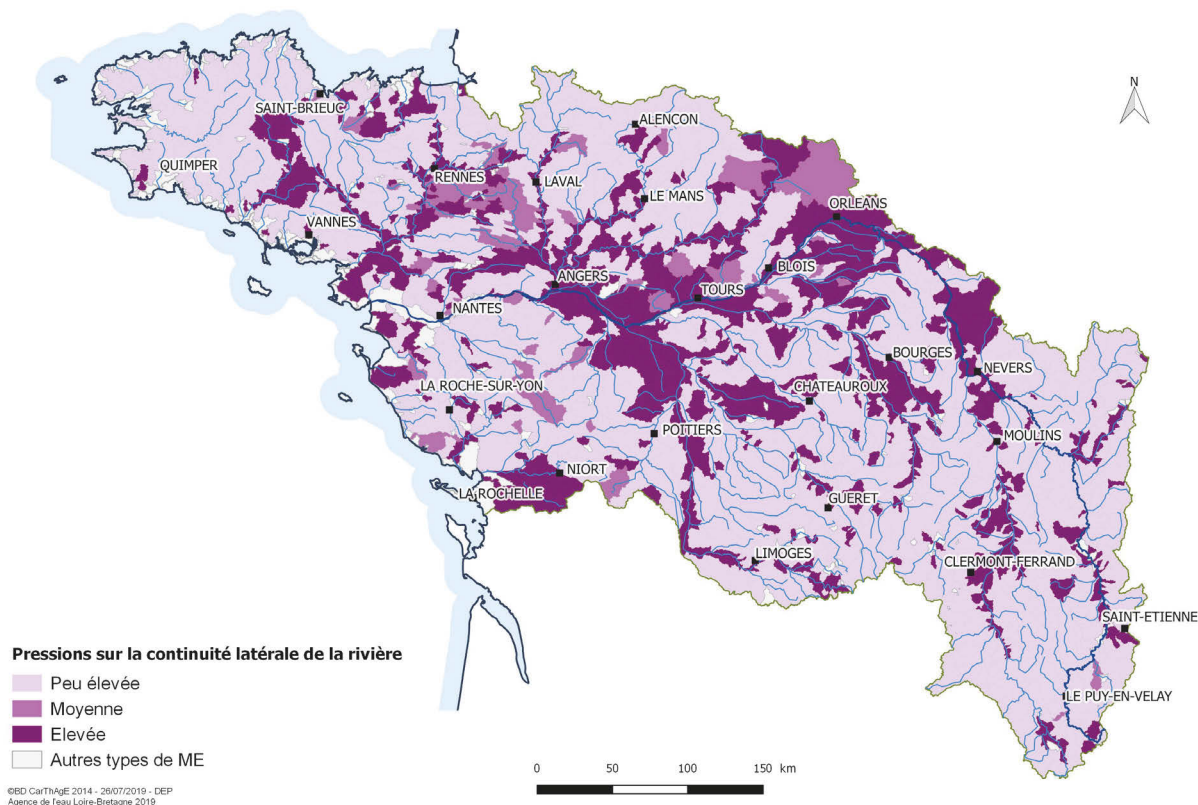 N
SAINT-BRIEUC
ALENCON
QUIMPER
RENNES
LAVAL
LE MANS
ORLEANS
VANNES
ANGERS
BLOIS
TOURS
NANTES
BOURGES
NEVERS
LA ROCHE-SUR-YON
CHATEAUROUX
POITIERS
MOULINS
NIORT
LA ROCHELLE
GUERET
LIMOGES
CLERMONT-FERRAND
SAINT-ETIENNE
LE PUY-EN-VELAY
Pressions sur la continuité latérale de la rivière
Peu élevée
Moyenne
Elevée
Autres types de ME
0 50 100 150 km
©BD CarThAgE 2014 - 26/07/2019 - DEP
Agence de l'eau Loire-Bretagne 2019